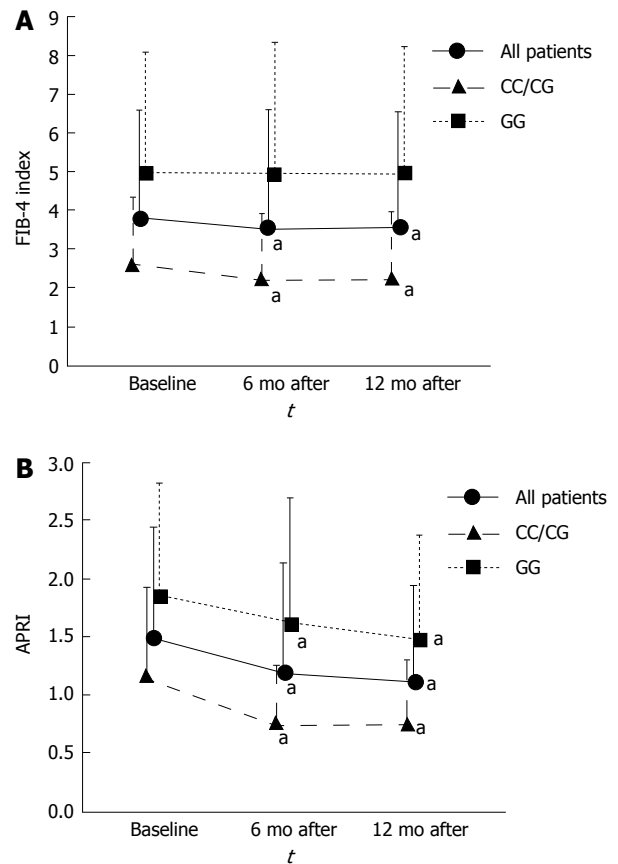 A
9
8
7
6
5
4
3
2
1
0
FIB-4 index
All patients
CC/CG
GG
a
a
a
a
Baseline 6 mo after 12 mo after
t
B
3.0
2.5
2.0
1.5
1.0
0.5
0.0
APRI
All patients
CC/CG
GG
a
a
a
a
a
a
Baseline 6 mo after 12 mo after
t